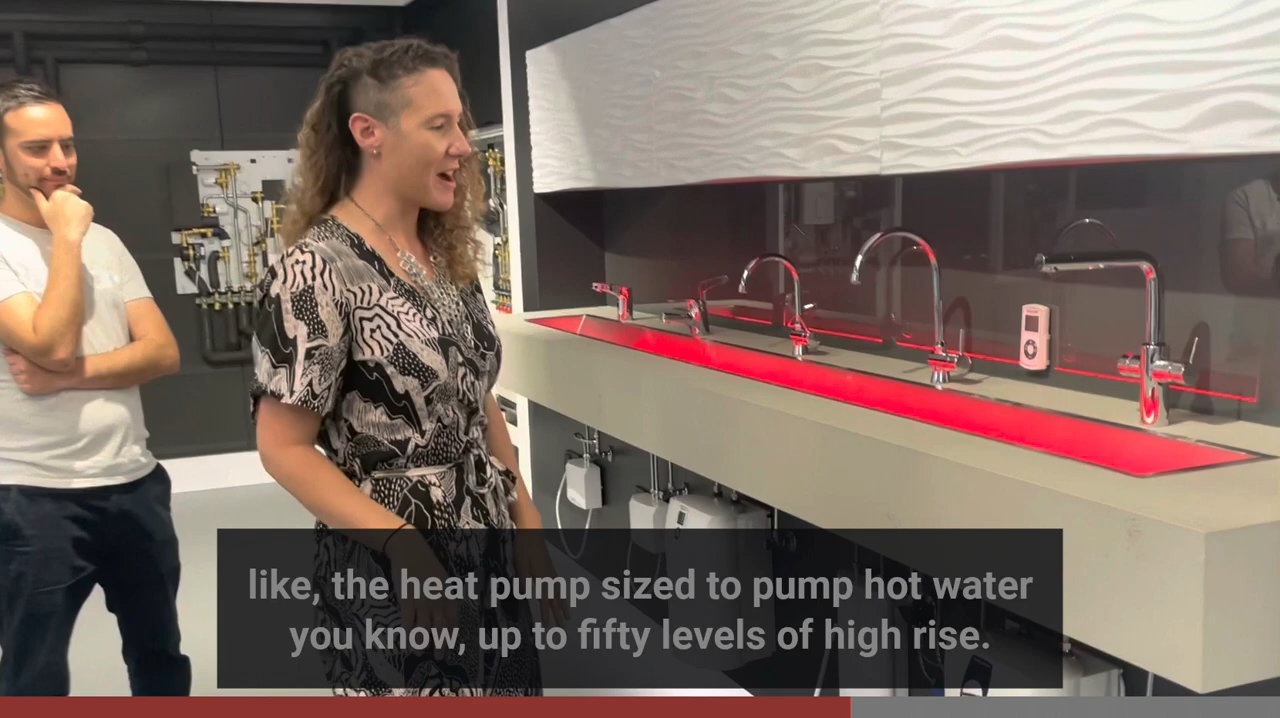 like, the heat pump sized to pump hot water
you know, up to fifty levels of high rise.